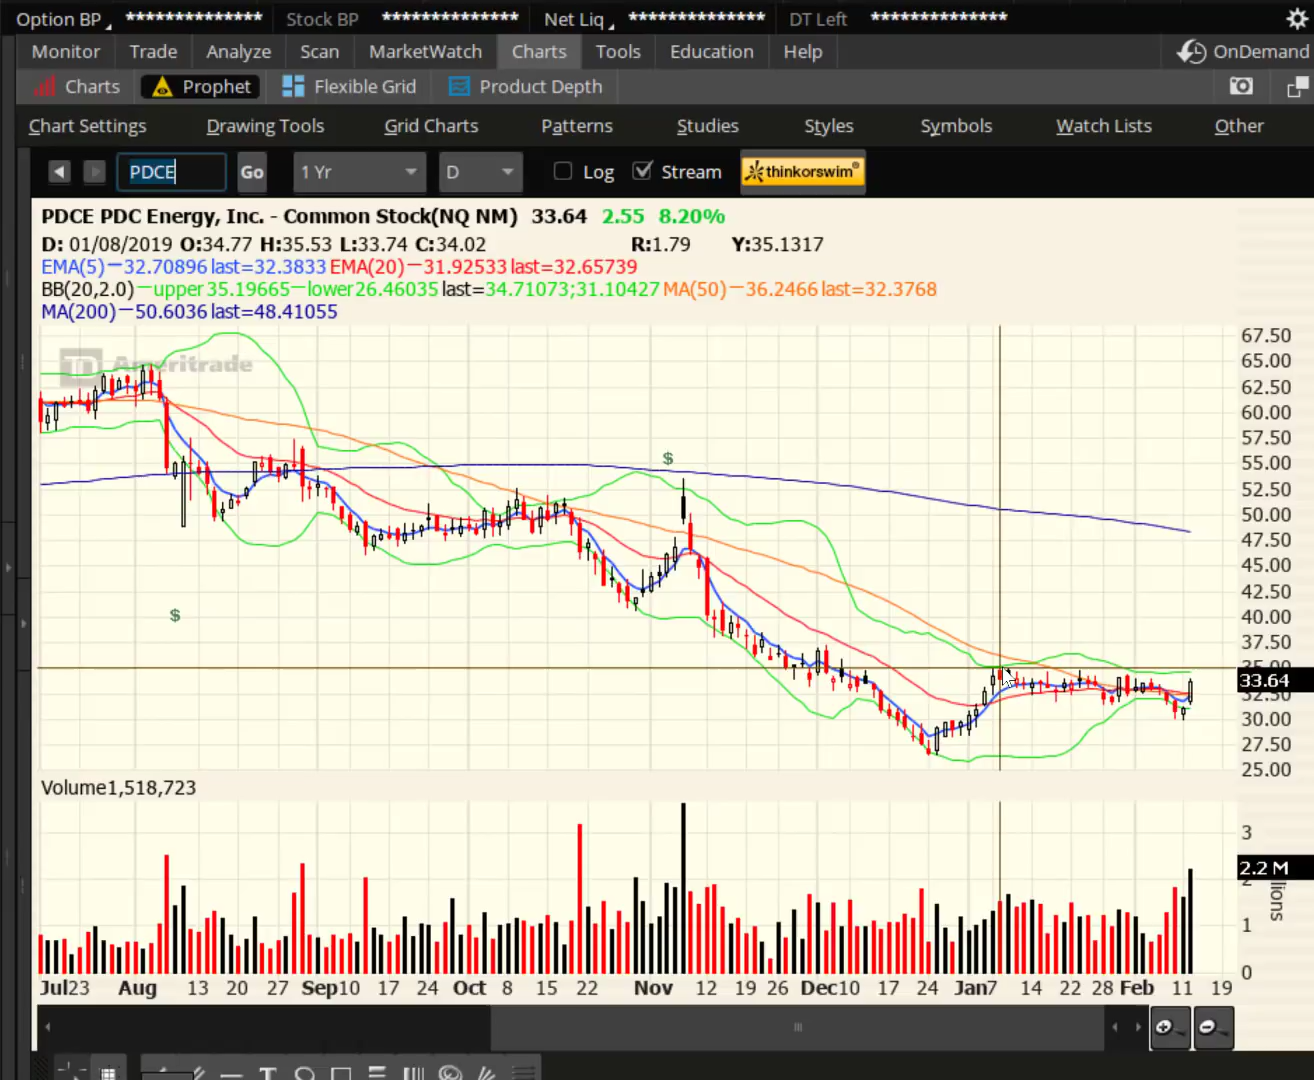 Option BP ************** Stock BP ************** Net Liq ************** DT Left **************
Monitor Trade Analyze Scan MarketWatch Charts Tools Education Help OnDemand
Charts Prophet Flexible Grid Product Depth
Chart Settings Drawing Tools Grid Charts Patterns Studies Styles Symbols Watch Lists Other
PDCE Go 1 Yr D Log Stream thinkorswim
PDCE PDC Energy, Inc. - Common Stock(NQ NM) 33.64 2.55 8.20%
D: 01/08/2019 O:34.77 H:35.53 L:33.74 C:34.02 R:1.79 Y:35.1317
EMA(5)—32.70896 last=32.3833 EMA(20)—31.92533 last=32.65739
BB(20,2.0)—upper 35.19665—lower 26.46035 last=34.71073;31.10427 MA(50)—36.2466 last=32.3768
MA(200)—50.6036 last=48.41055
TD Ameritrade
67.50
65.00
62.50
60.00
57.50
55.00
52.50
50.00
47.50
45.00
42.50
40.00
37.50
35.00
33.64
32.50
30.00
27.50
25.00
$
$
Volume1,518,723
3
2.2 M
2
1
0
Jul23 Aug 13 20 27 Sep10 17 24 Oct 8 15 22 Nov 12 19 26 Dec10 17 24 Jan7 14 22 28 Feb 11 19
T